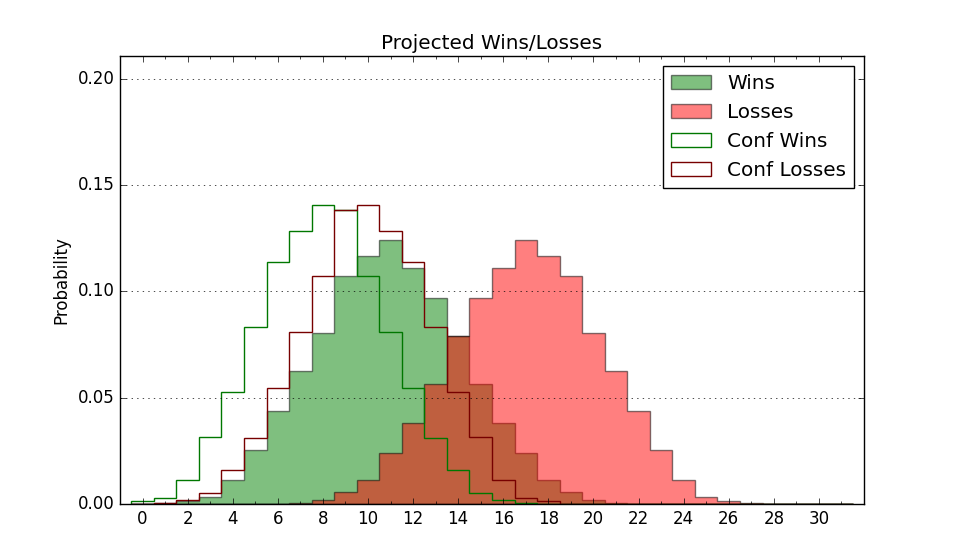 Projected Wins/Losses
0.20
0.15
0.10
0.05
0.00
Probability
Wins
Losses
Conf Wins
Conf Losses
0 2 4 6 8 10 12 14 16 18 20 22 24 26 28 30